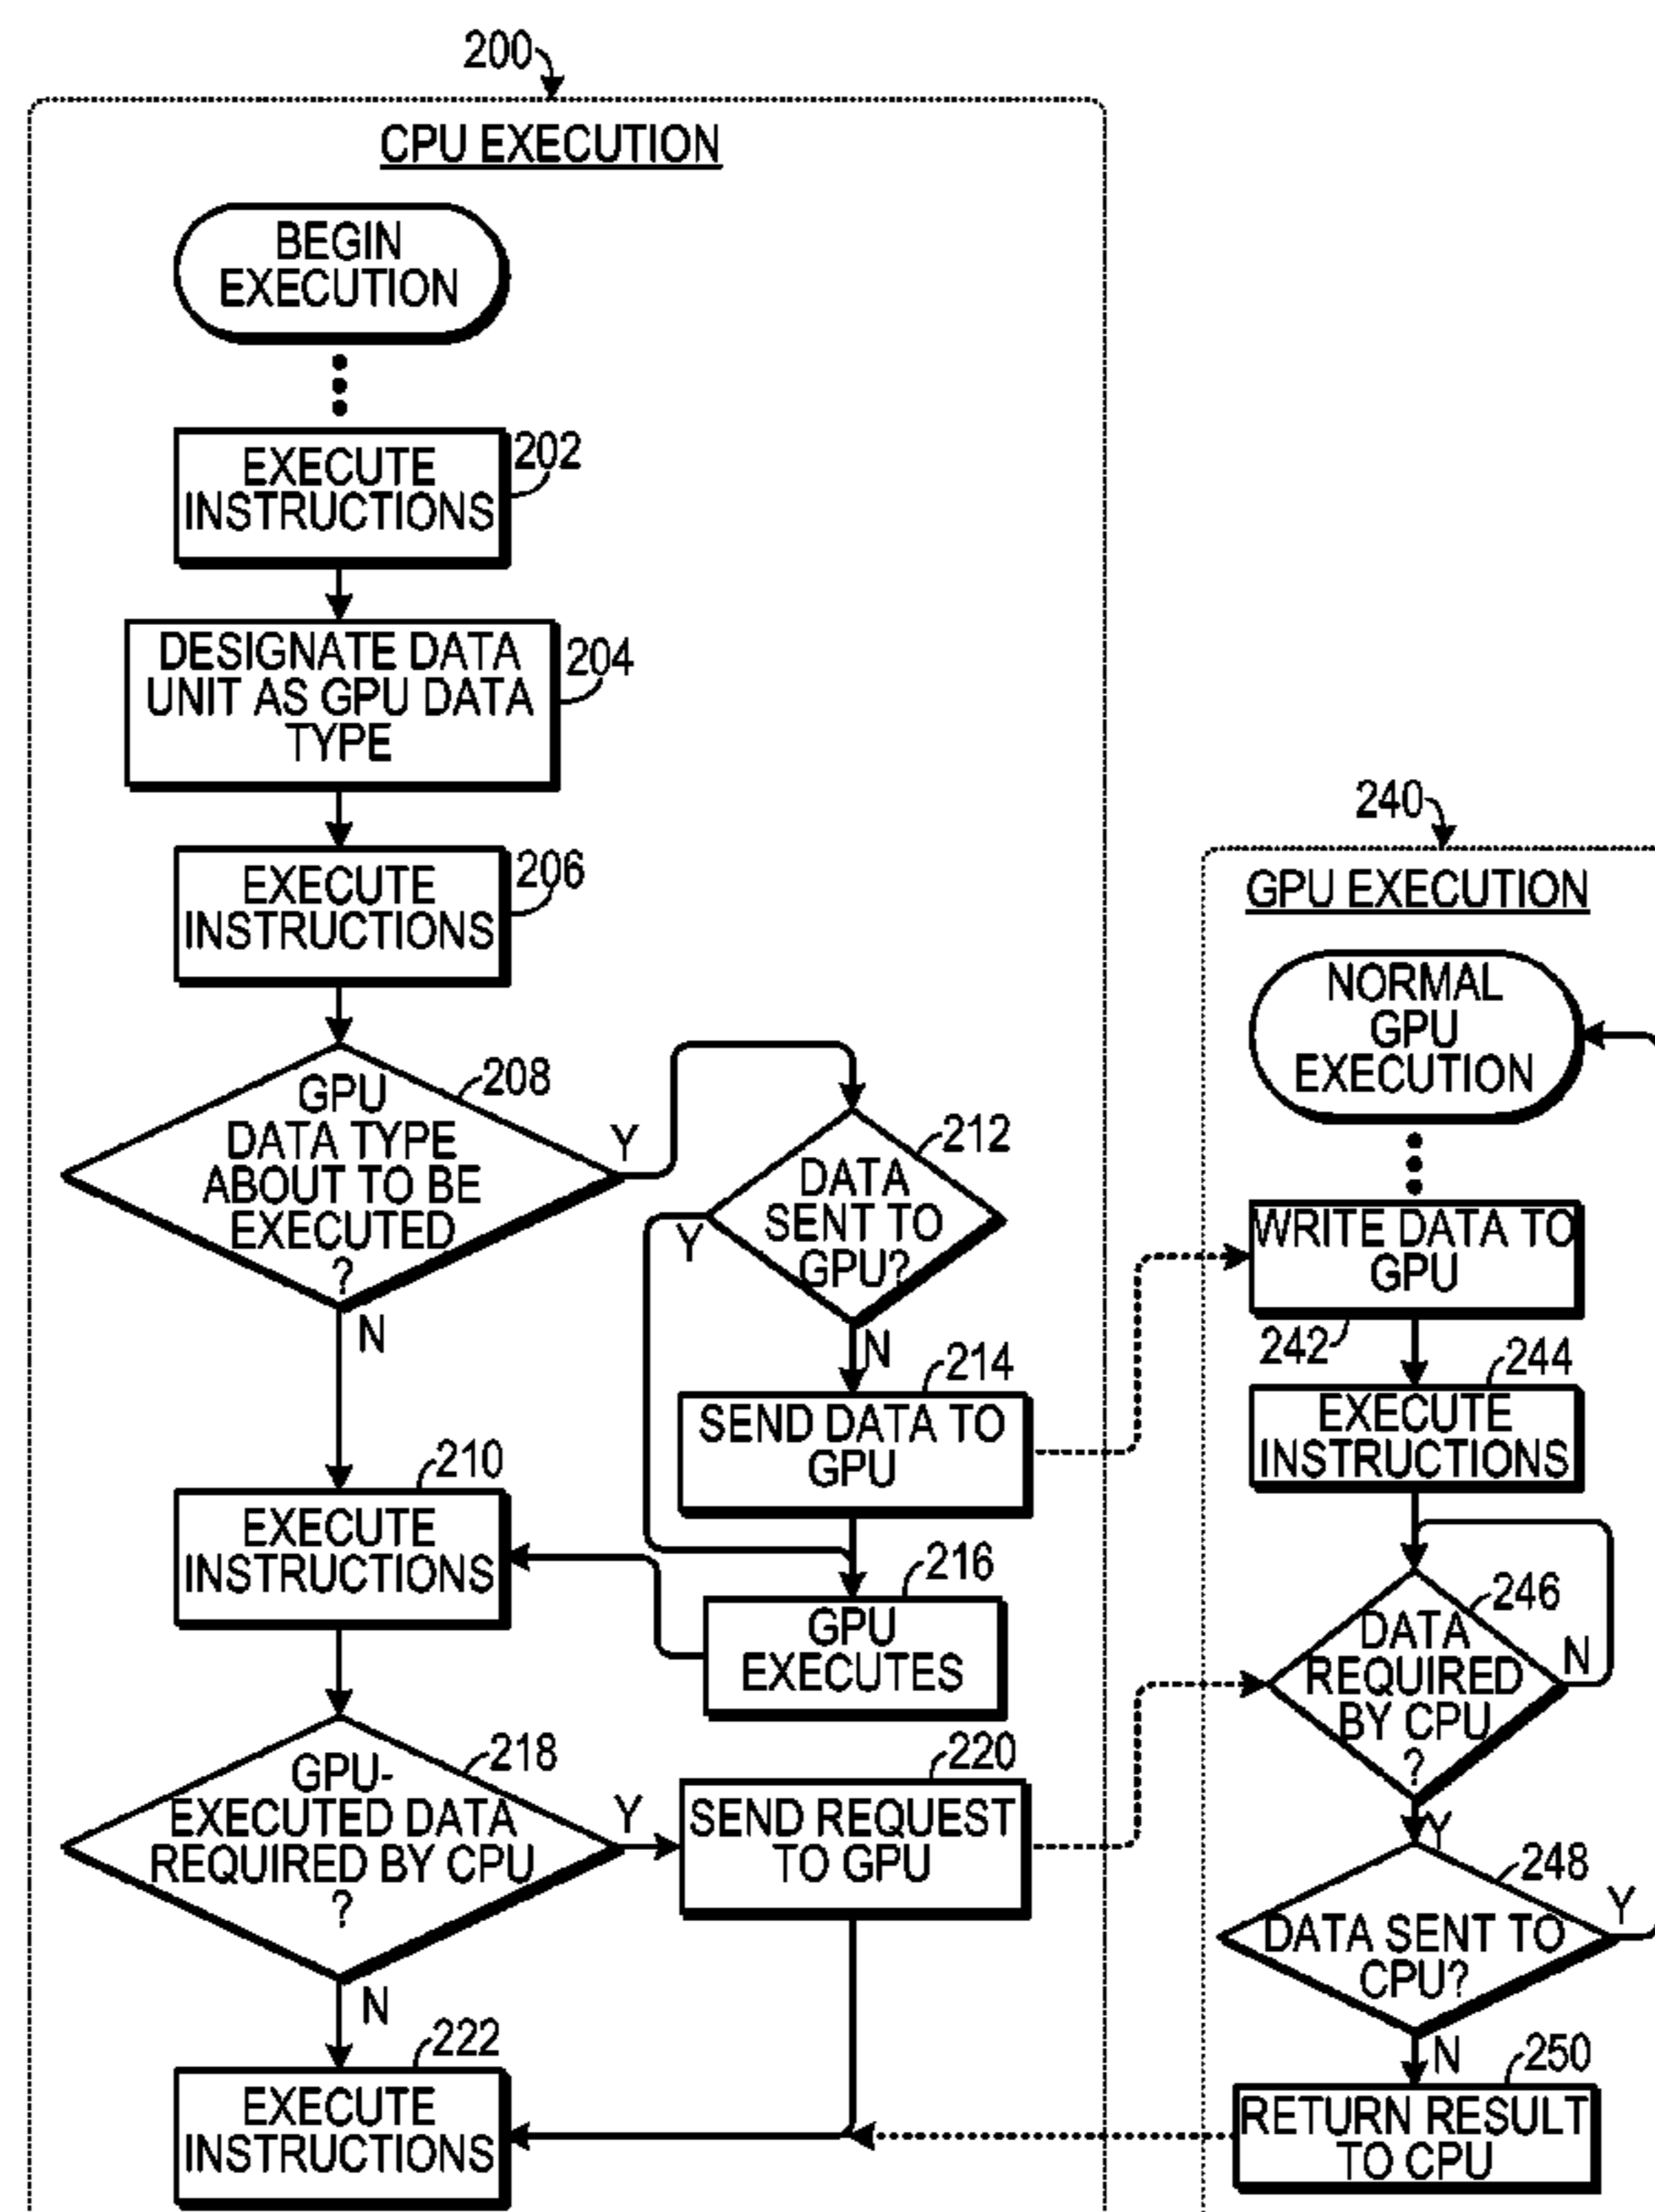 200
CPU EXECUTION
BEGIN
EXECUTION
EXECUTE
INSTRUCTIONS
202
DESIGNATE DATA
UNIT AS GPU DATA
TYPE
204
EXECUTE
INSTRUCTIONS
206
GPU
DATA TYPE
ABOUT TO BE
EXECUTED
?
208
Y
N
DATA
SENT TO
GPU?
212
Y
N
SEND DATA TO
GPU
214
EXECUTE
INSTRUCTIONS
210
GPU
EXECUTES
216
GPU-
EXECUTED DATA
REQUIRED BY CPU
?
218
Y
N
SEND REQUEST
TO GPU
220
EXECUTE
INSTRUCTIONS
222
240
GPU EXECUTION
NORMAL
GPU
EXECUTION
WRITE DATA TO
GPU
242
EXECUTE
INSTRUCTIONS
244
DATA
REQUIRED
BY CPU
?
246
N
Y
DATA SENT TO
CPU?
248
Y
N
RETURN RESULT
TO CPU
250